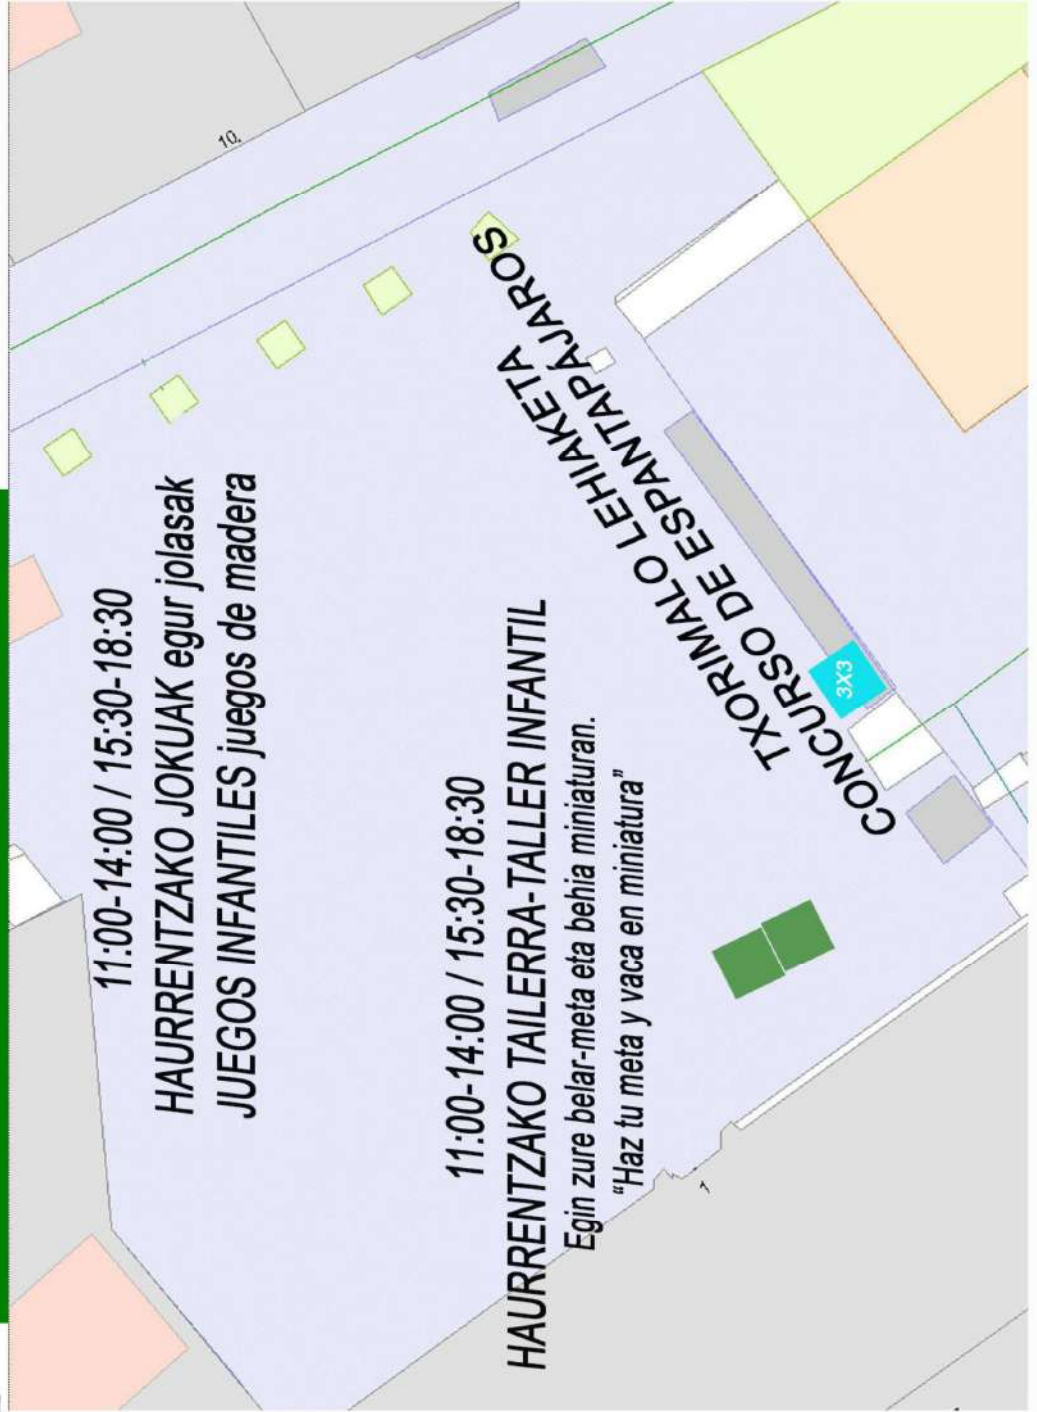 11:00-14:00 / 15:30-18:30
HAURRENTZAKO JOKUAK egur jolasak
JUEGOS INFANTILES juegos de madera
11:00-14:00 / 15:30-18:30
HAURRENTZAKO TAILERRA-TALLER INFANTIL
Egin zure belar-meta eta behia miniaturan.
“Haz tu meta y vaca en miniatura”
TXORIMALO LEHIAKETA
CONCURSO DE ESPANTAPÁJAROS
3X3
10
1